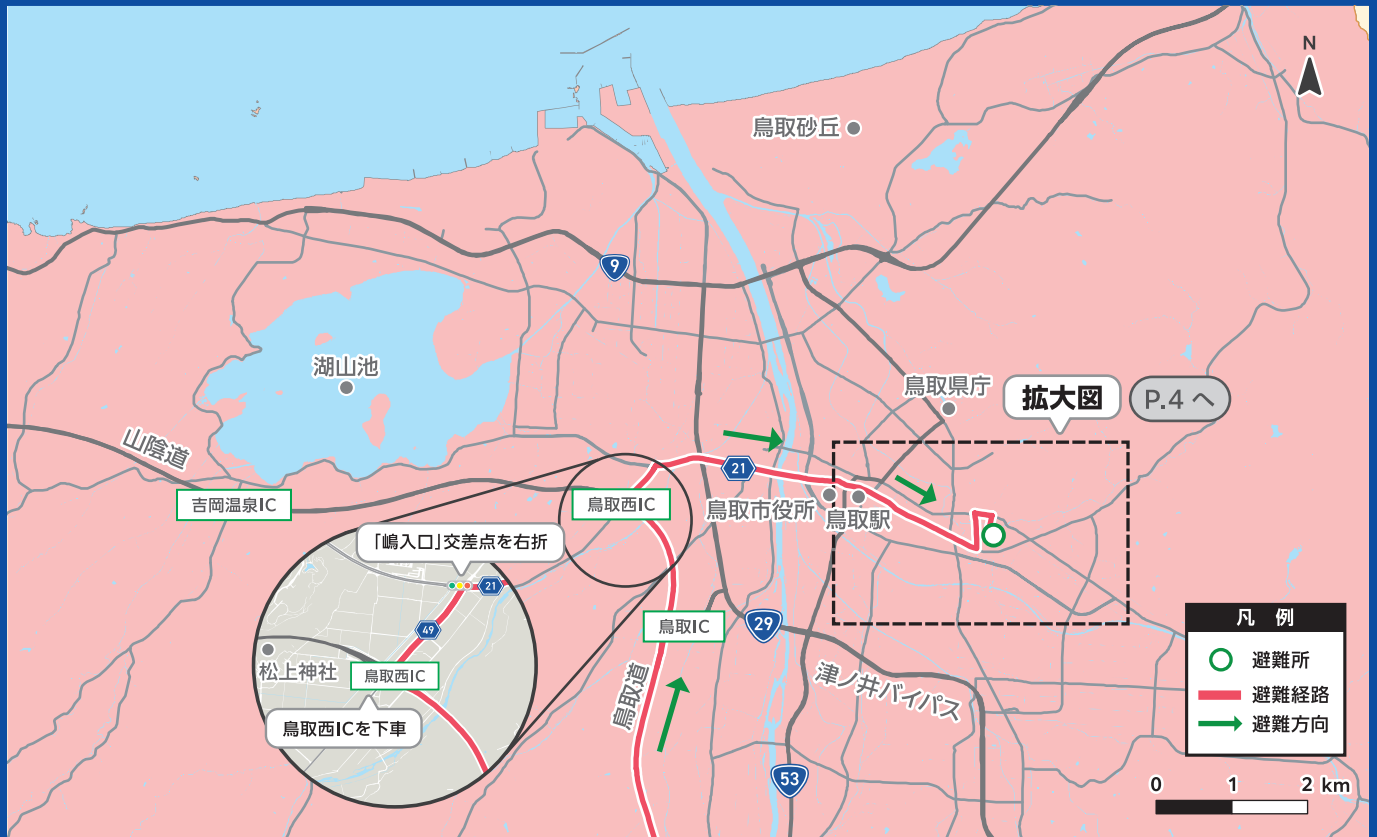 N
鳥取砂丘
9
湖山池
鳥取県庁
拡大図
P.4 へ
山陰道
21
吉岡温泉IC
鳥取西IC
鳥取市役所
鳥取駅
「嶋入口」交差点を右折
21
49
松上神社
鳥取西IC
鳥取西ICを下車
鳥取IC
29
鳥取道
津ノ井バイパス
53
凡 例
避難所
避難経路
避難方向
0 1 2 km